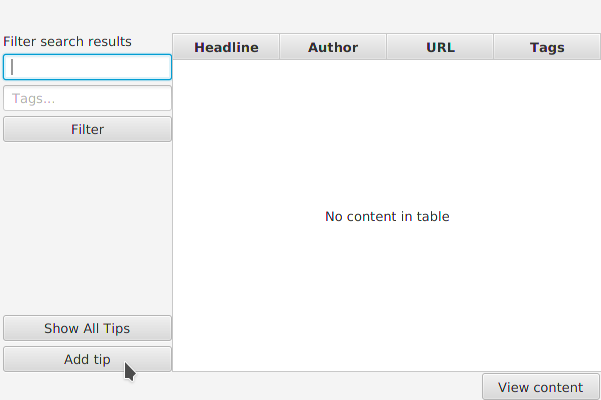 Filter search results
Tags...
Filter
Show All Tips
Add tip
Headline Author URL Tags
No content in table
View content